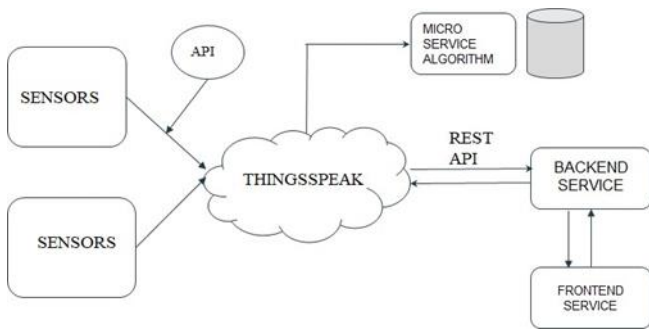 API
MICRO
SERVICE
ALGORITHM
SENSORS
REST
API
THINGSSPEAK
BACKEND
SERVICE
SENSORS
FRONTEND
SERVICE